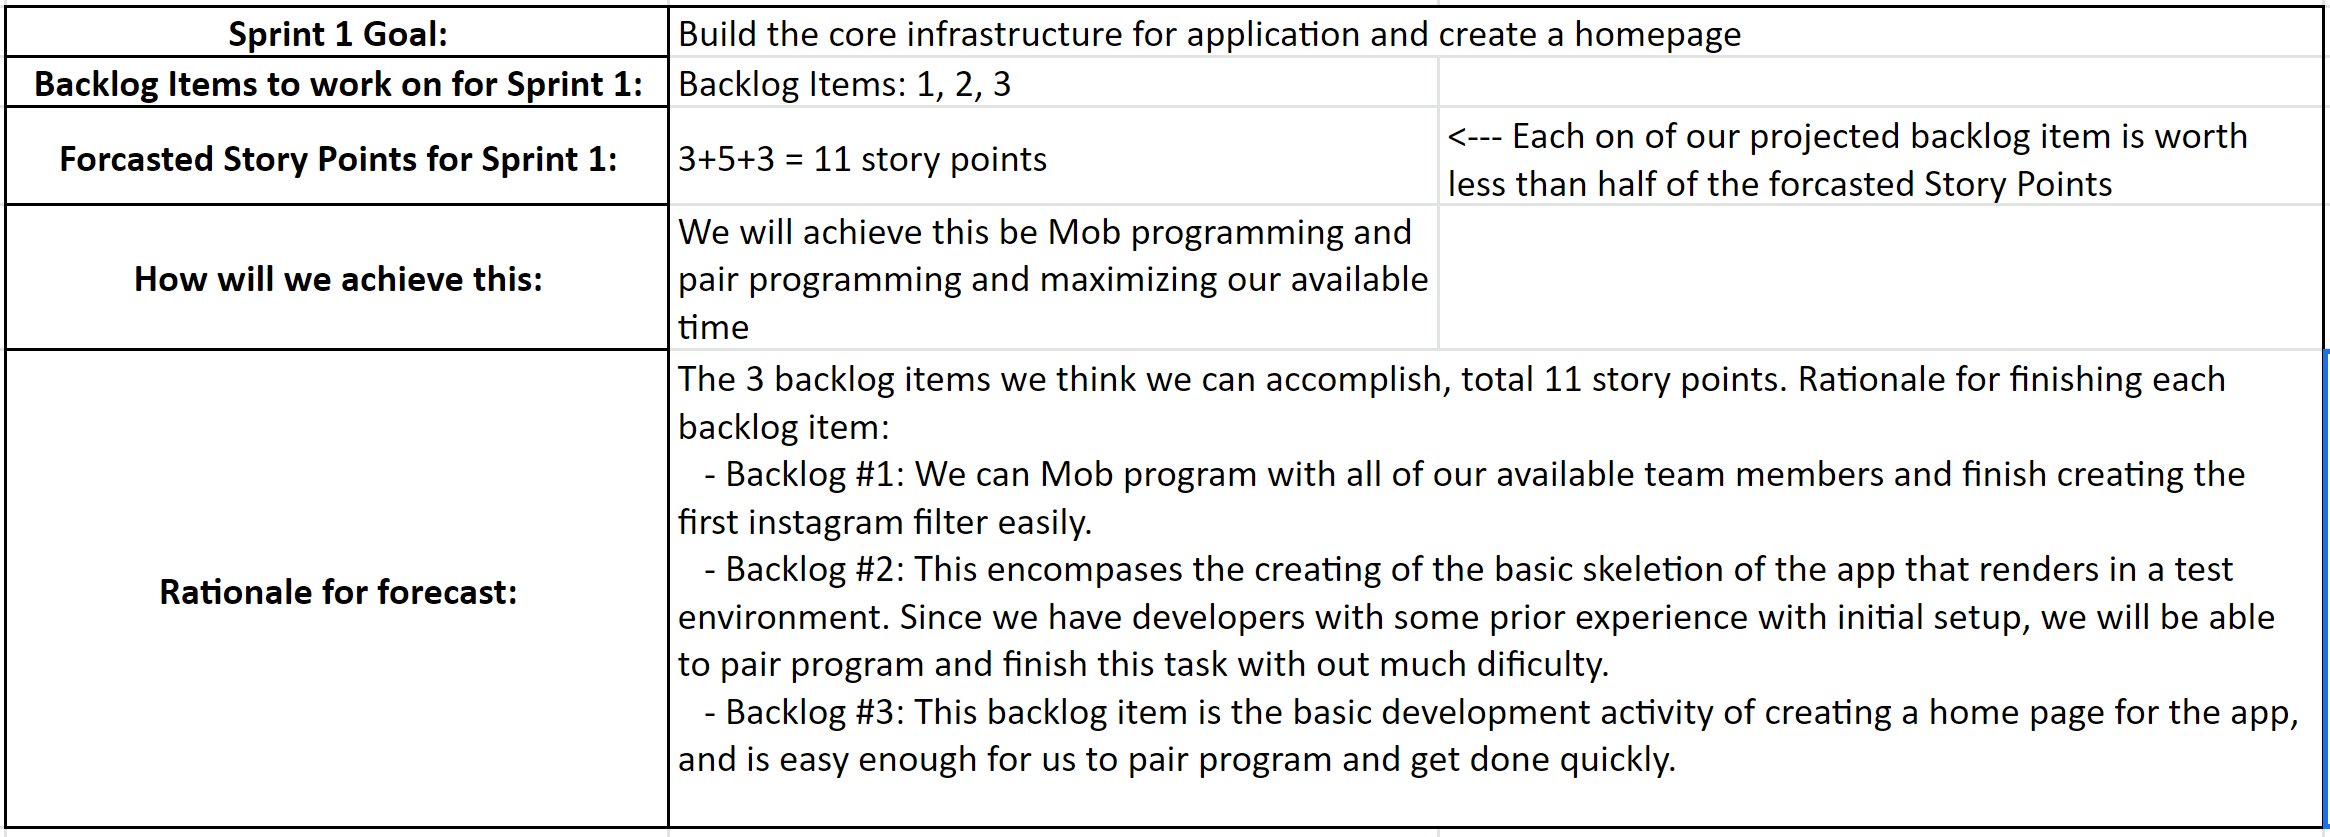 Sprint 1 Goal:
Build the core infrastructure for application and create a homepage
Backlog Items to work on for Sprint 1:
Backlog Items: 1, 2, 3
Forcasted Story Points for Sprint 1:
3+5+3 = 11 story points
<--- Each on of our projected backlog item is worth
less than half of the forcasted Story Points
How will we achieve this:
We will achieve this be Mob programming and
pair programming and maximizing our available
time
Rationale for forecast:
The 3 backlog items we think we can accomplish, total 11 story points. Rationale for finishing each
backlog item:
- Backlog #1: We can Mob program with all of our available team members and finish creating the
first instagram filter easily.
- Backlog #2: This encompases the creating of the basic skeletion of the app that renders in a test
environment. Since we have developers with some prior experience with initial setup, we will be able
to pair program and finish this task with out much dificulty.
- Backlog #3: This backlog item is the basic development activity of creating a home page for the app,
and is easy enough for us to pair program and get done quickly.